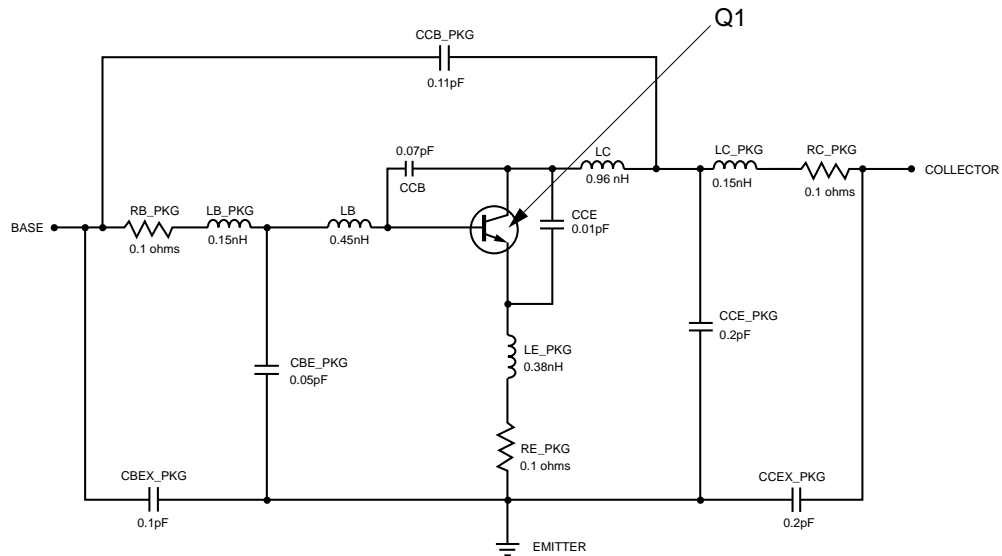 Q1
CCB_PKG
0.11pF
0.07pF
CCB
LC
0.96 nH
LC_PKG
0.15nH
RC_PKG
0.1 ohms
COLLECTOR
BASE
RB_PKG
0.1 ohms
LB_PKG
0.15nH
LB
0.45nH
CCE
0.01pF
CCE_PKG
0.2pF
LE_PKG
0.38nH
CBE_PKG
0.05pF
RE_PKG
0.1 ohms
CBEX_PKG
0.1pF
CCEX_PKG
0.2pF
EMITTER